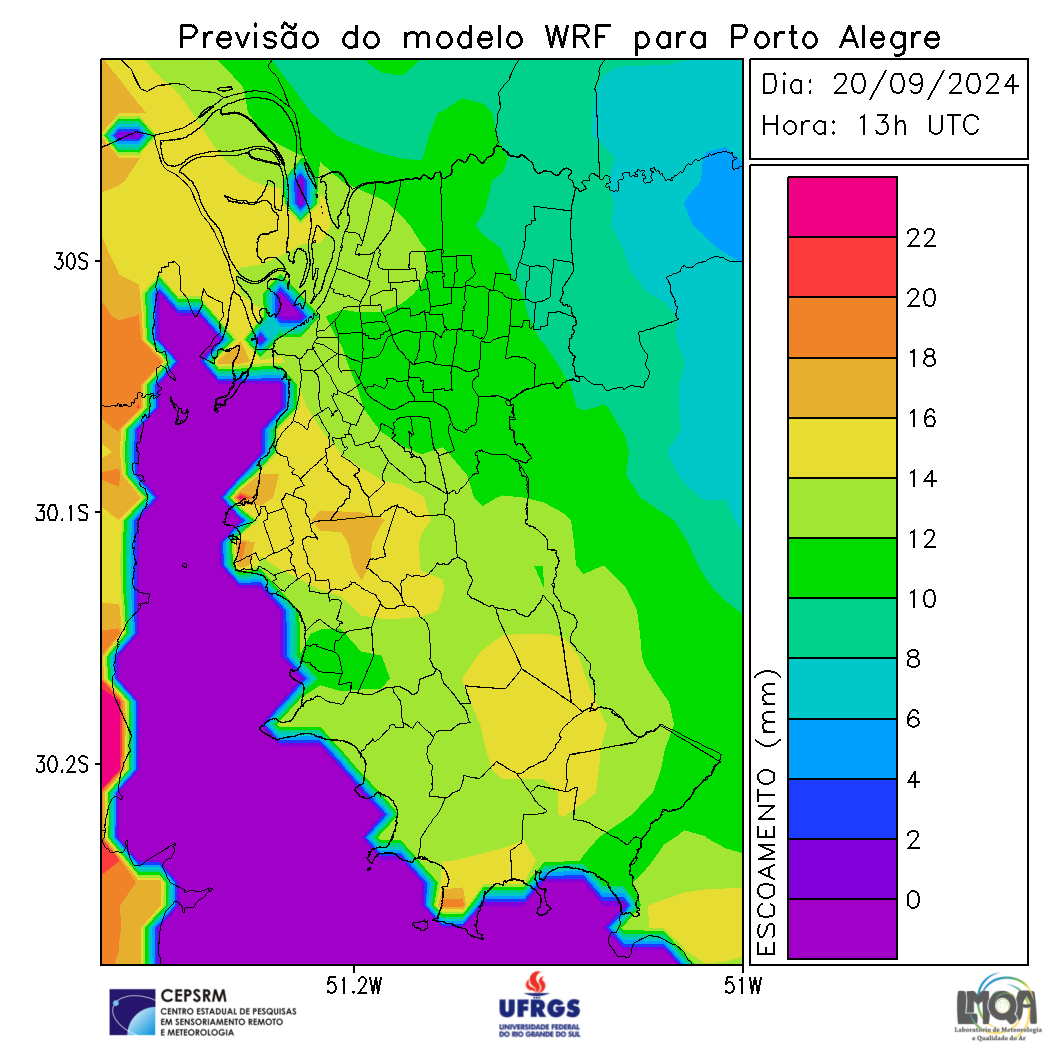 Previsão do modelo WRF para Porto Alegre
Dia: 20/09/2024
Hora: 13h UTC
30S
30.1S
30.2S
51.2W
51W
22
20
18
16
14
12
10
8
6
4
2
0
ESCOAMENTO (mm)
CEPSRM
CENTRO ESTADUAL DE PESQUISAS
EM SENSORIAMENTO REMOTO
E METEOROLOGIA
UFRGS
UNIVERSIDADE FEDERAL
DO RIO GRANDE DO SUL
LMQA
Laboratório de Meteorologia
e Qualidade do Ar